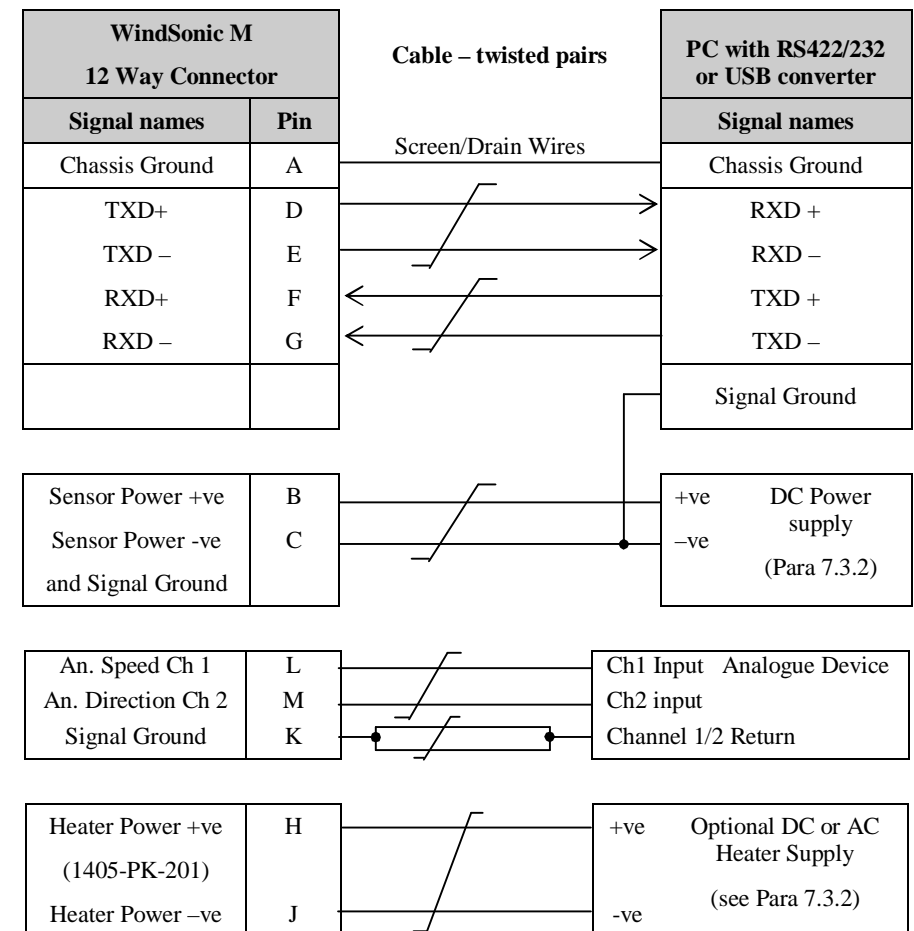 WindSonic M
12 Way Connector
Cable – twisted pairs
PC with RS422/232
or USB converter
Signal names Pin
Signal names
Screen/Drain Wires
Chassis Ground A
Chassis Ground
TXD+ D
RXD +
TXD – E
RXD –
RXD+ F
TXD +
RXD – G
TXD –
Signal Ground
Sensor Power +ve B
+ve DC Power
supply
Sensor Power -ve C
–ve
and Signal Ground
(Para 7.3.2)
An. Speed Ch 1 L
Ch1 Input Analogue Device
An. Direction Ch 2 M
Ch2 input
Signal Ground K
Channel 1/2 Return
Heater Power +ve H
+ve Optional DC or AC
Heater Supply
(1405-PK-201)
(see Para 7.3.2)
Heater Power –ve J
-ve